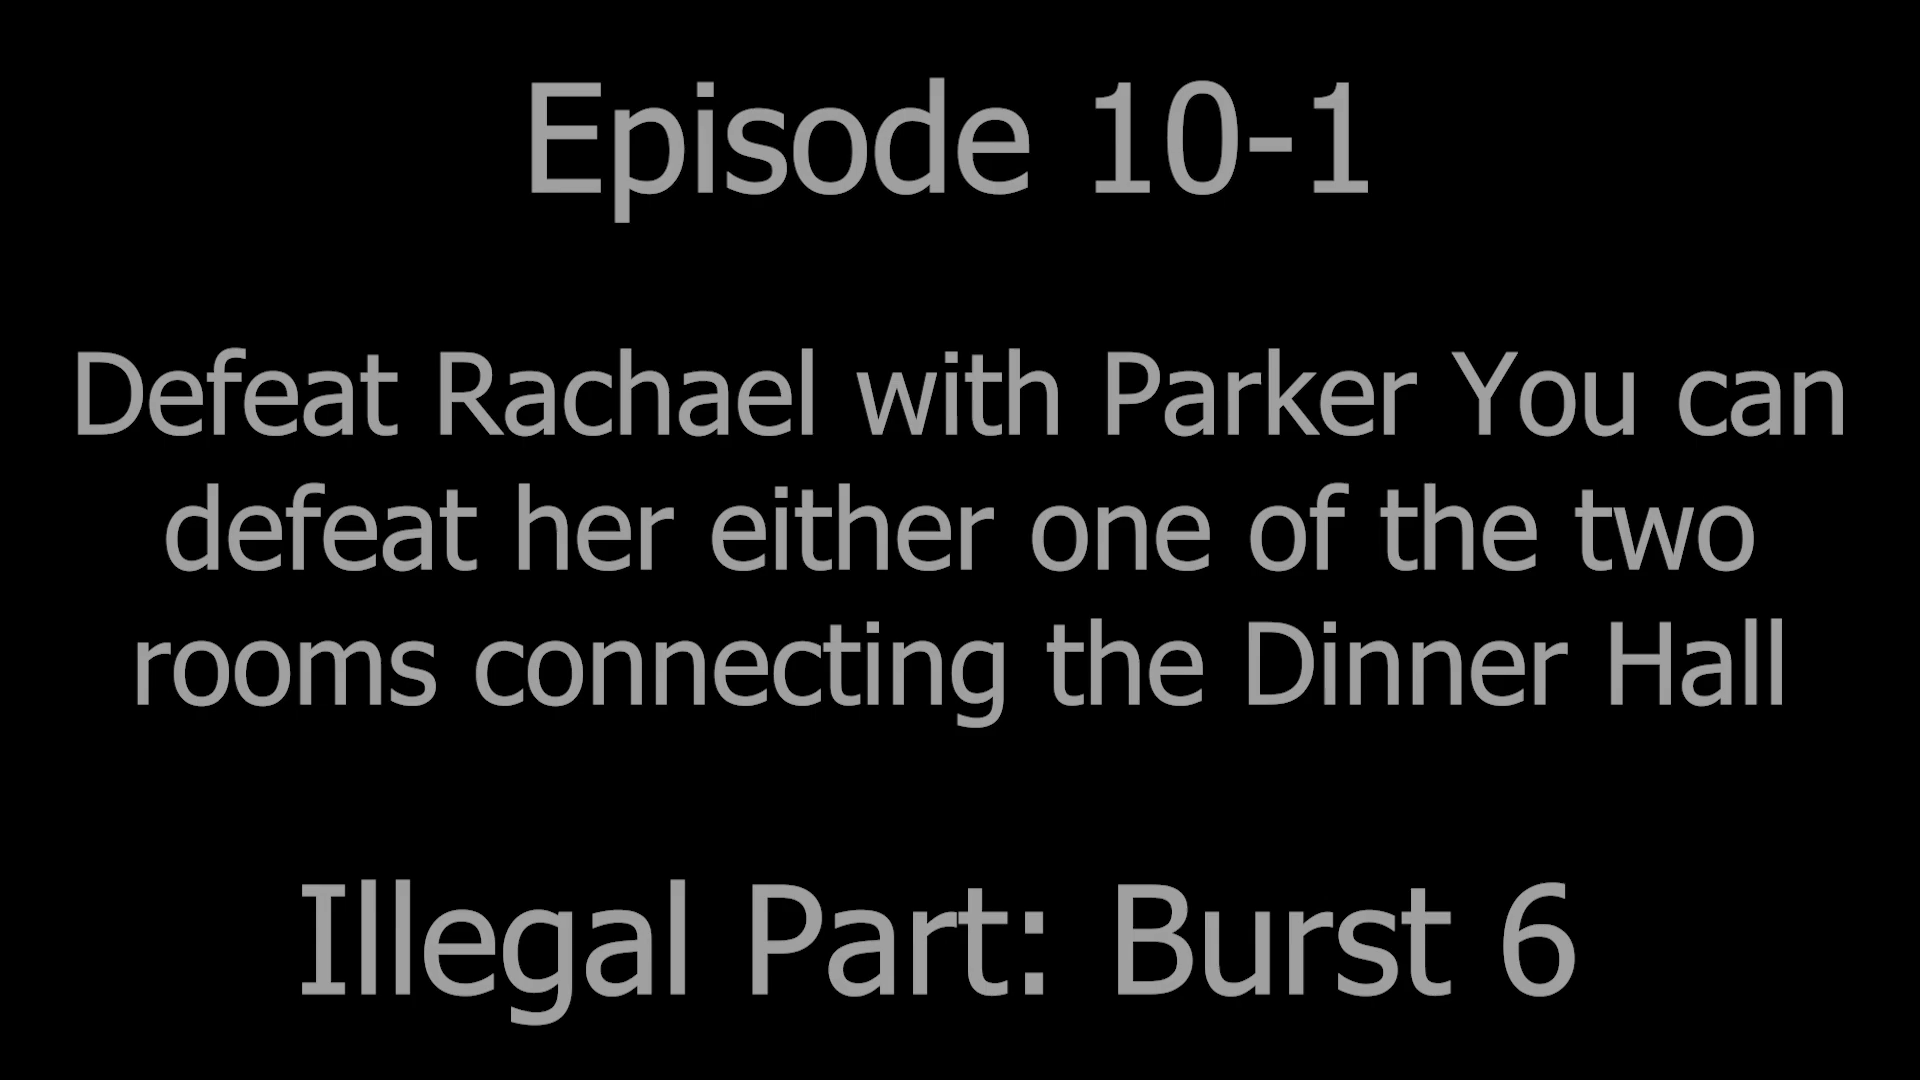 Episode 10-1
Defeat Rachael with Parker You can
defeat her either one of the two
rooms connecting the Dinner Hall
Illegal Part: Burst 6